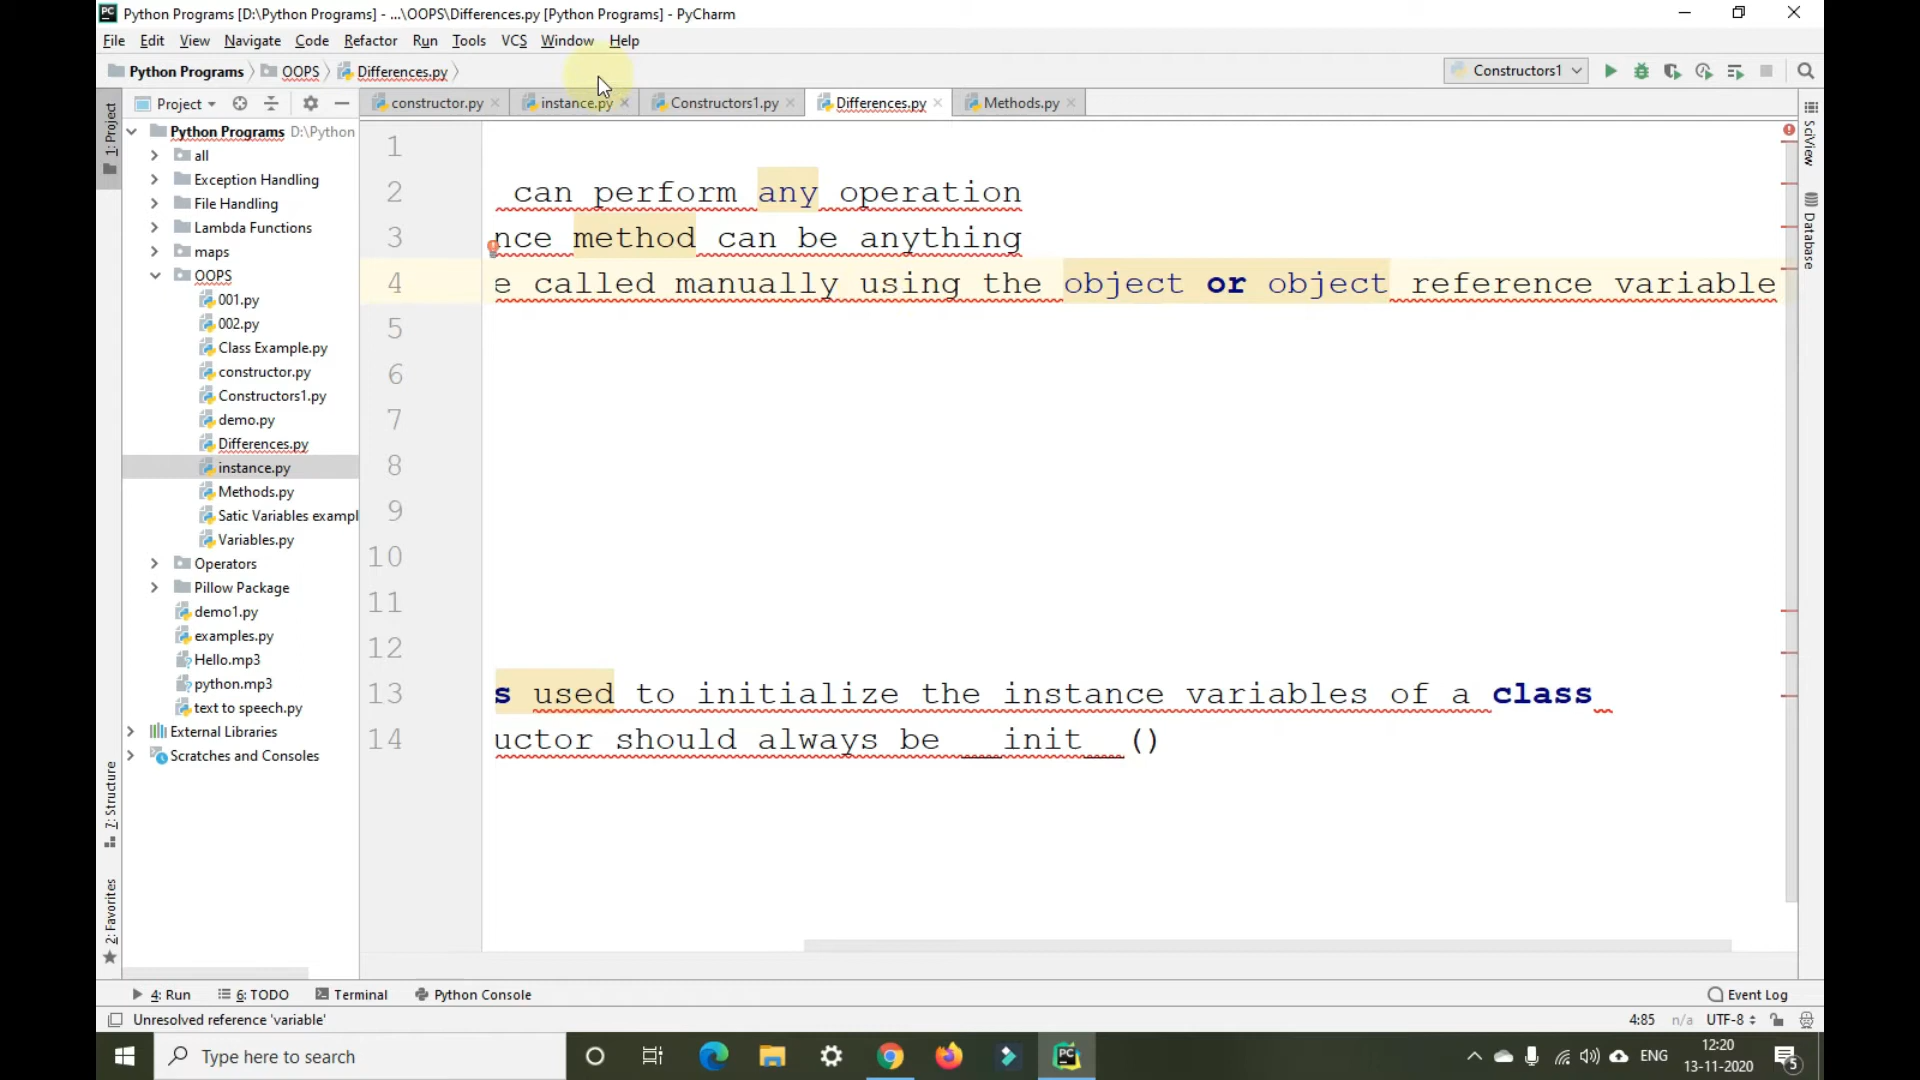 PC Python Programs [D:\Python Programs] - ...\OOPS\Differences.py [Python Programs] - PyCharm
File Edit View Navigate Code Refactor Run Tools VCS Window Help
Python Programs OOPS Differences.py Constructors1
1: Project
Project
constructor.py instance.py Constructors1.py Differences.py Methods.py
Python Programs D:\Python
all
Exception Handling
File Handling
Lambda Functions
maps
OOPS
001.py
002.py
Class Example.py
constructor.py
Constructors1.py
demo.py
Differences.py
instance.py
Methods.py
Satic Variables exampl
Variables.py
Operators
Pillow Package
demo1.py
examples.py
Hello.mp3
python.mp3
text to speech.py
External Libraries
Scratches and Consoles
7: Structure
2: Favorites
1
2 can perform any operation
3 nce method can be anything
4 e called manually using the object or object reference variable
5
6
7
8
9
10
11
12
13 s used to initialize the instance variables of a class
14 uctor should always be __init__()
SciView
Database
4: Run 6: TODO Terminal Python Console Event Log
Unresolved reference 'variable' 4:85 n/a UTF-8
Type here to search
PC
ENG
12:20
13-11-2020
5